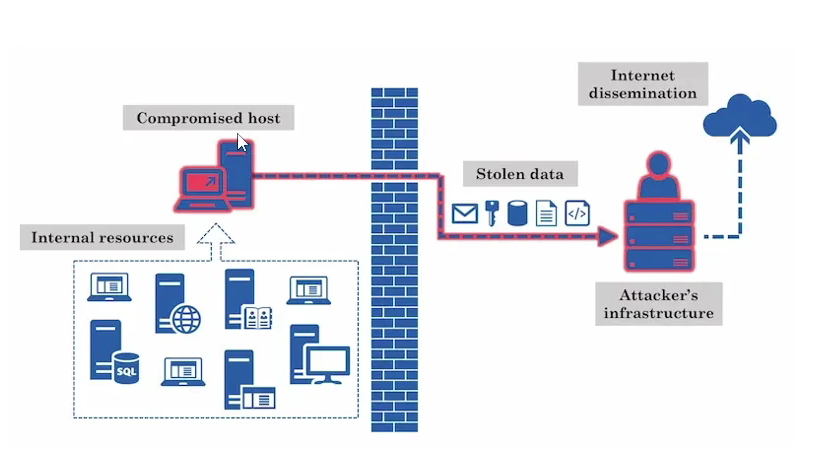 Internet
dissemination
Compromised host
Stolen data
Internal resources
</>
SQL
Attacker's
infrastructure